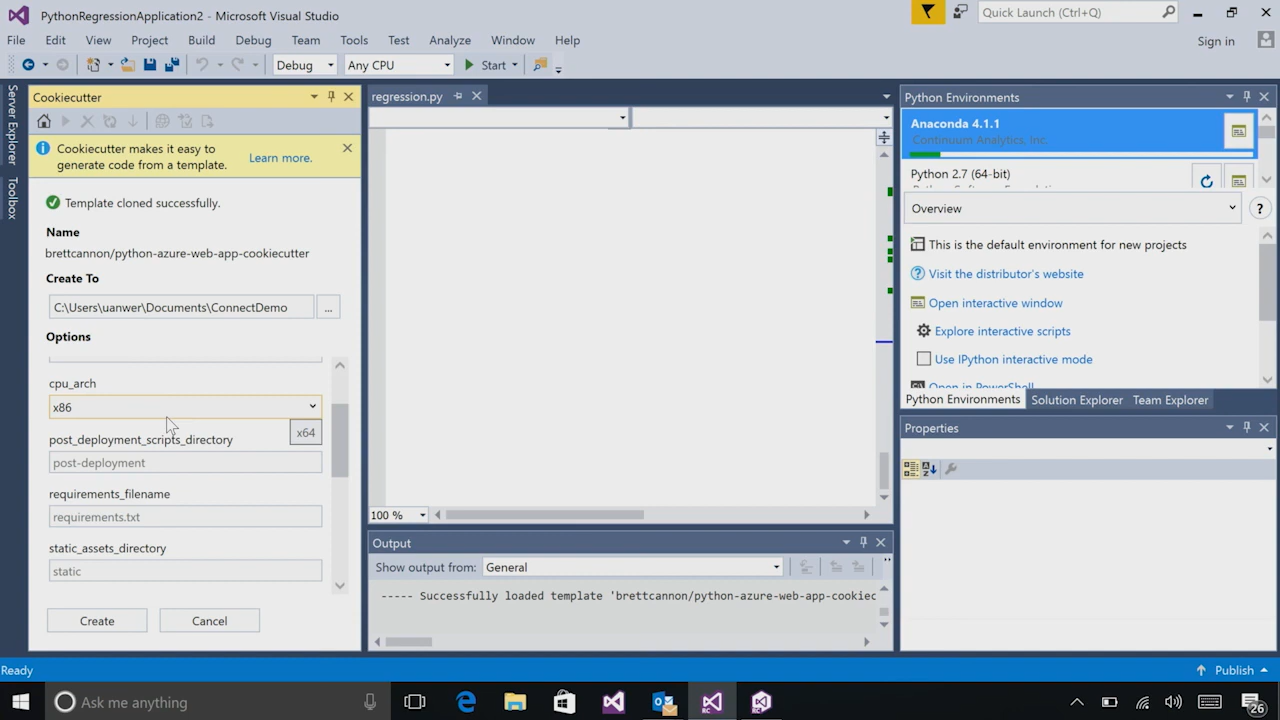 PythonRegressionApplication2 - Microsoft Visual Studio
Quick Launch (Ctrl+Q)
File Edit View Project Build Debug Team Tools Test Analyze Window Help
Sign in
Debug Any CPU Start
Server Explorer
Toolbox
Cookiecutter
Cookiecutter makes it easy to
generate code from a template.
Learn more.
Template cloned successfully.
Name
brettcannon/python-azure-web-app-cookiecutter
Create To
C:\Users\uanwer\Documents\ConnectDemo
...
Options
cpu_arch
x86
x64
post_deployment_scripts_directory
post-deployment
requirements_filename
requirements.txt
static_assets_directory
static
Create Cancel
regression.py
100 %
Output
Show output from: General
----- Successfully loaded template 'brettcannon/python-azure-web-app-cookiec
Python Environments
Anaconda 4.1.1
Continuum Analytics, Inc.
Python 2.7 (64-bit)
Overview
?
This is the default environment for new projects
Visit the distributor's website
Open interactive window
Explore interactive scripts
Use IPython interactive mode
Open in PowerShell
Python Environments Solution Explorer Team Explorer
Properties
Ready
Publish
Ask me anything
26